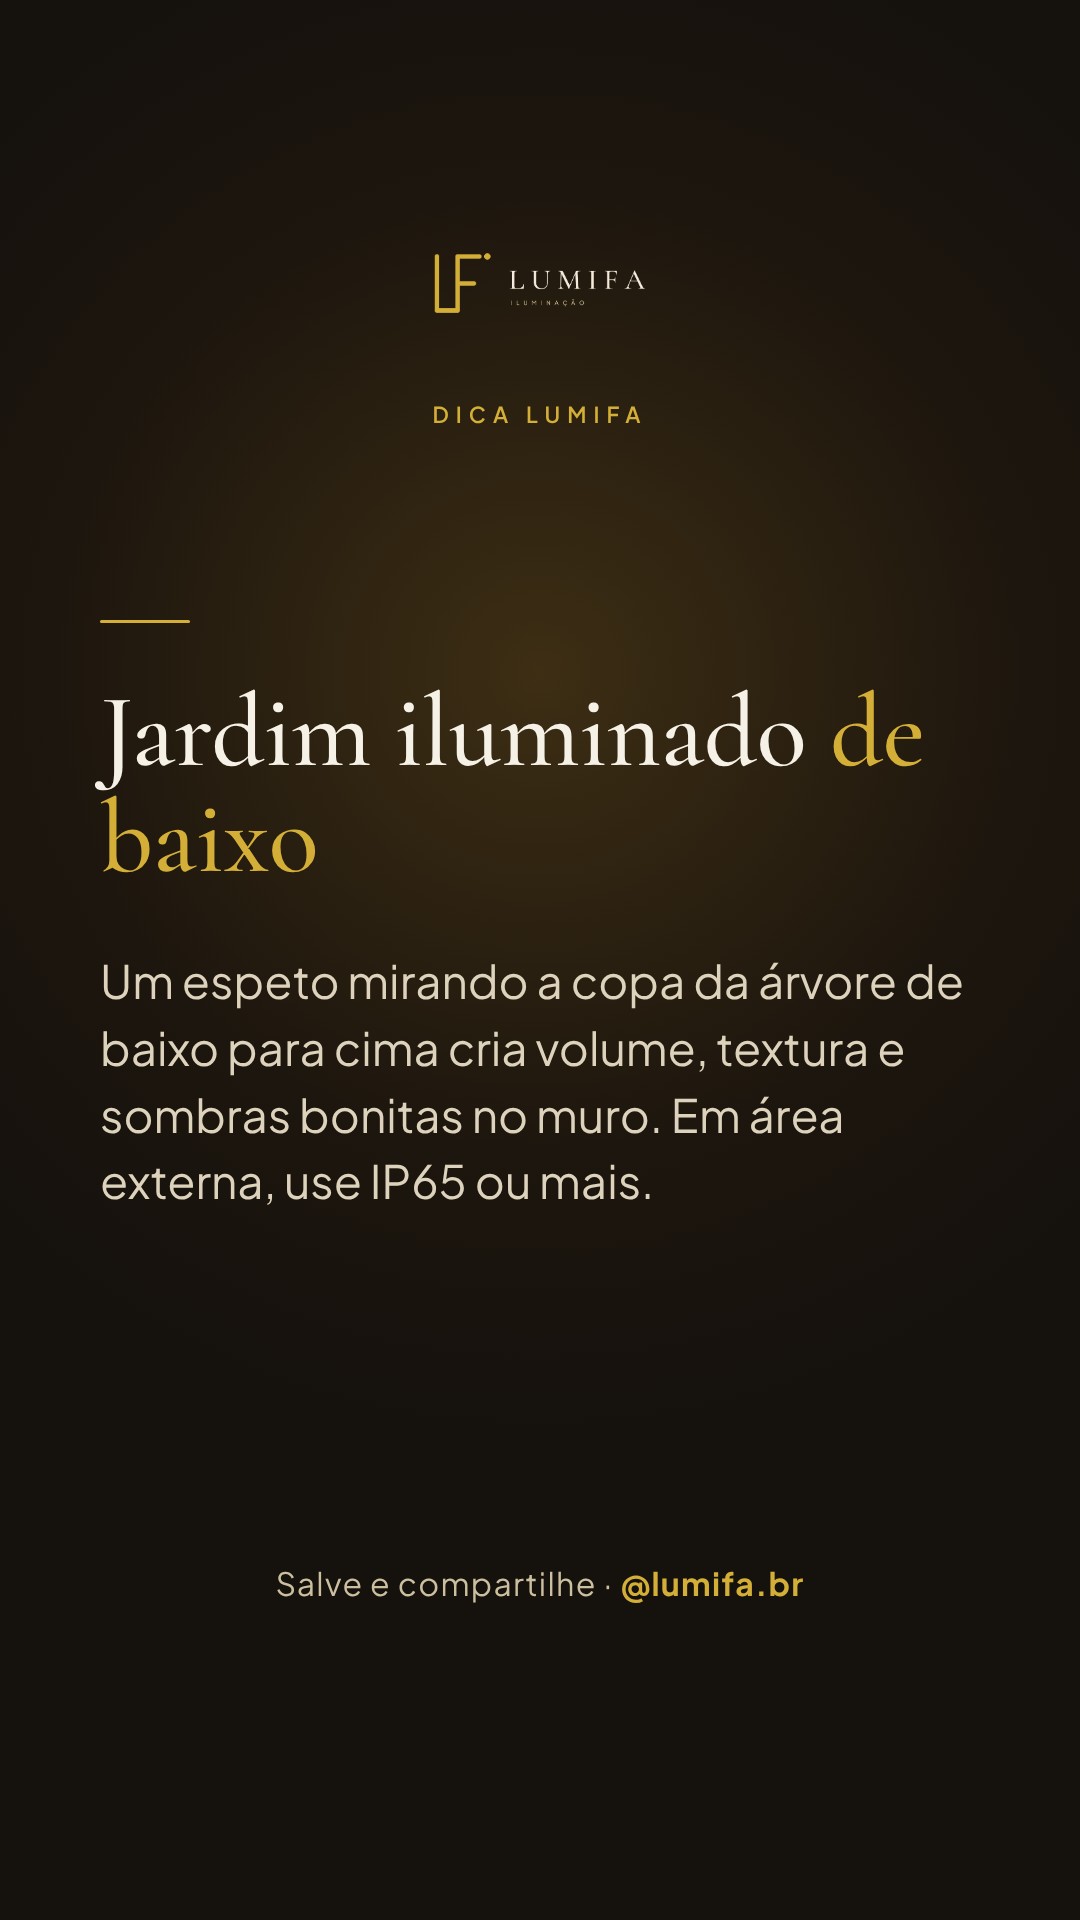 LUMIFA
ILUMINAÇÃO
DICA LUMIFA
Jardim iluminado de
baixo
Um espeto mirando a copa da árvore de
baixo para cima cria volume, textura e
sombras bonitas no muro. Em área
externa, use IP65 ou mais.
Salve e compartilhe · @lumifa.br